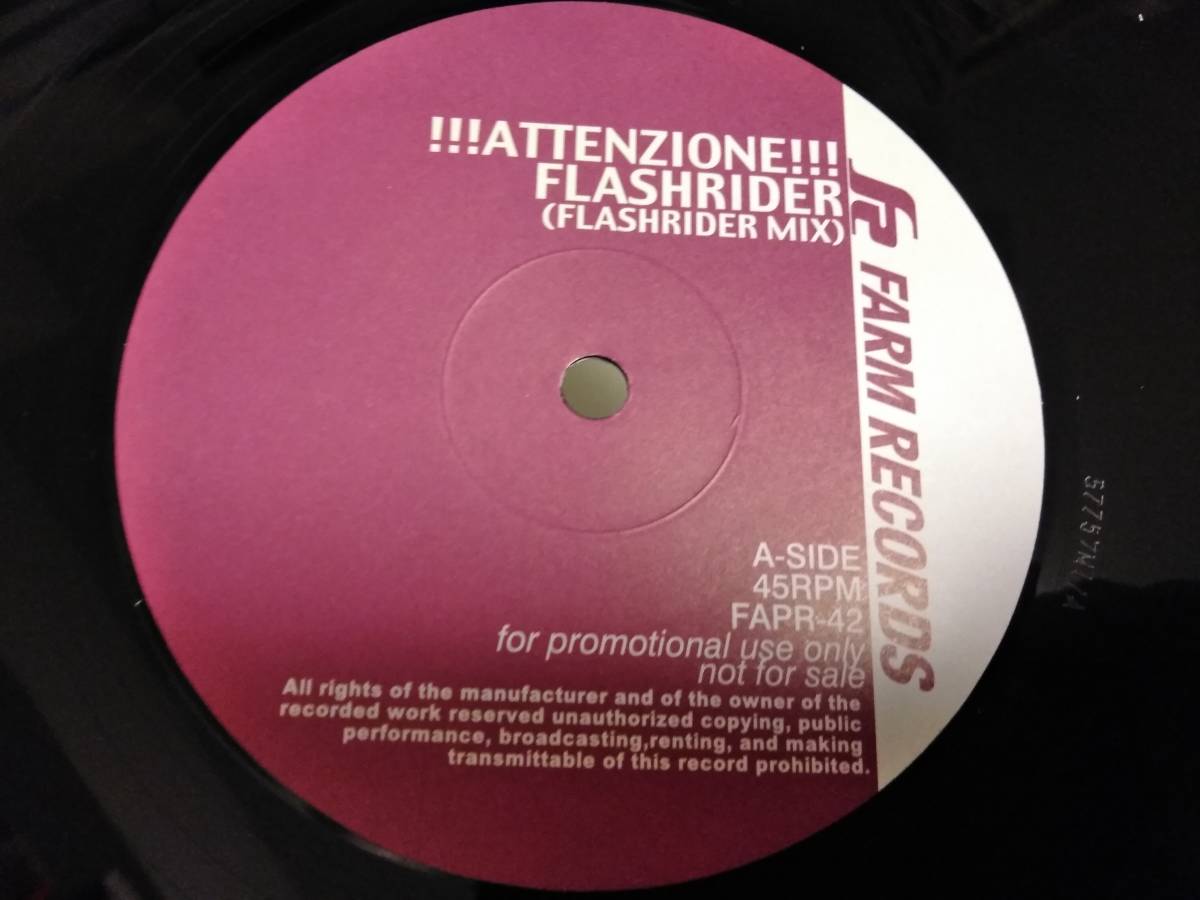 !!!ATTENZIONE!!!
FLASHRIDER
(FLASHRIDER MIX)
FARM RECORDS
A-SIDE
45RPM
FAPR-42
for promotional use only
not for sale
All rights of the manufacturer and of the owner of the
recorded work reserved unauthorized copying, public
performance, broadcasting,renting, and making
transmittable of this record prohibited.